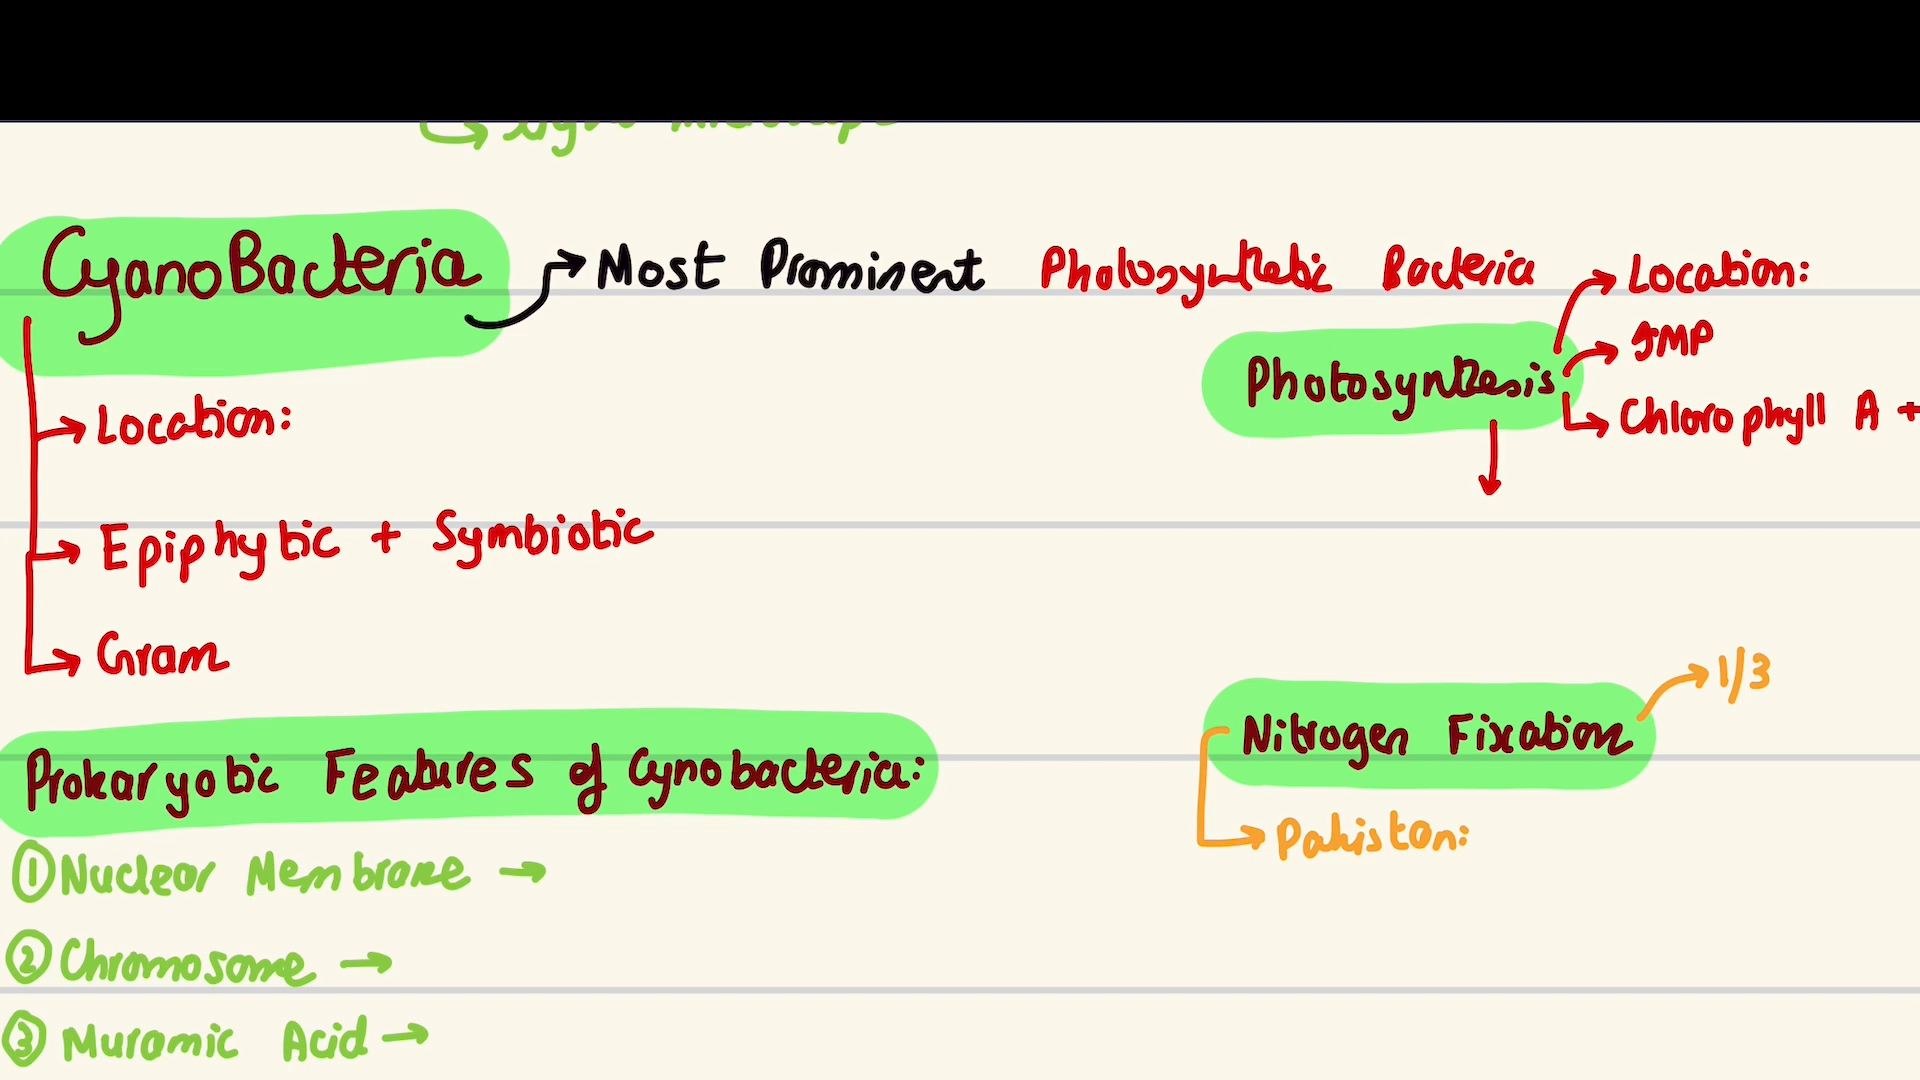 CyanoBacteria → Most Prominent Photosynthetic Bacteria → Location:
Photosynthesis → JMP
→ Chlorophyll A +
→ Location:
→ Epiphytic + Symbiotic
→ Gram
Nitrogen Fixation → 1/3
→ Pakistan:
Prokaryotic Features of Cynobacteria:
① Nuclear Membrane →
② Chromosome →
③ Muramic Acid →